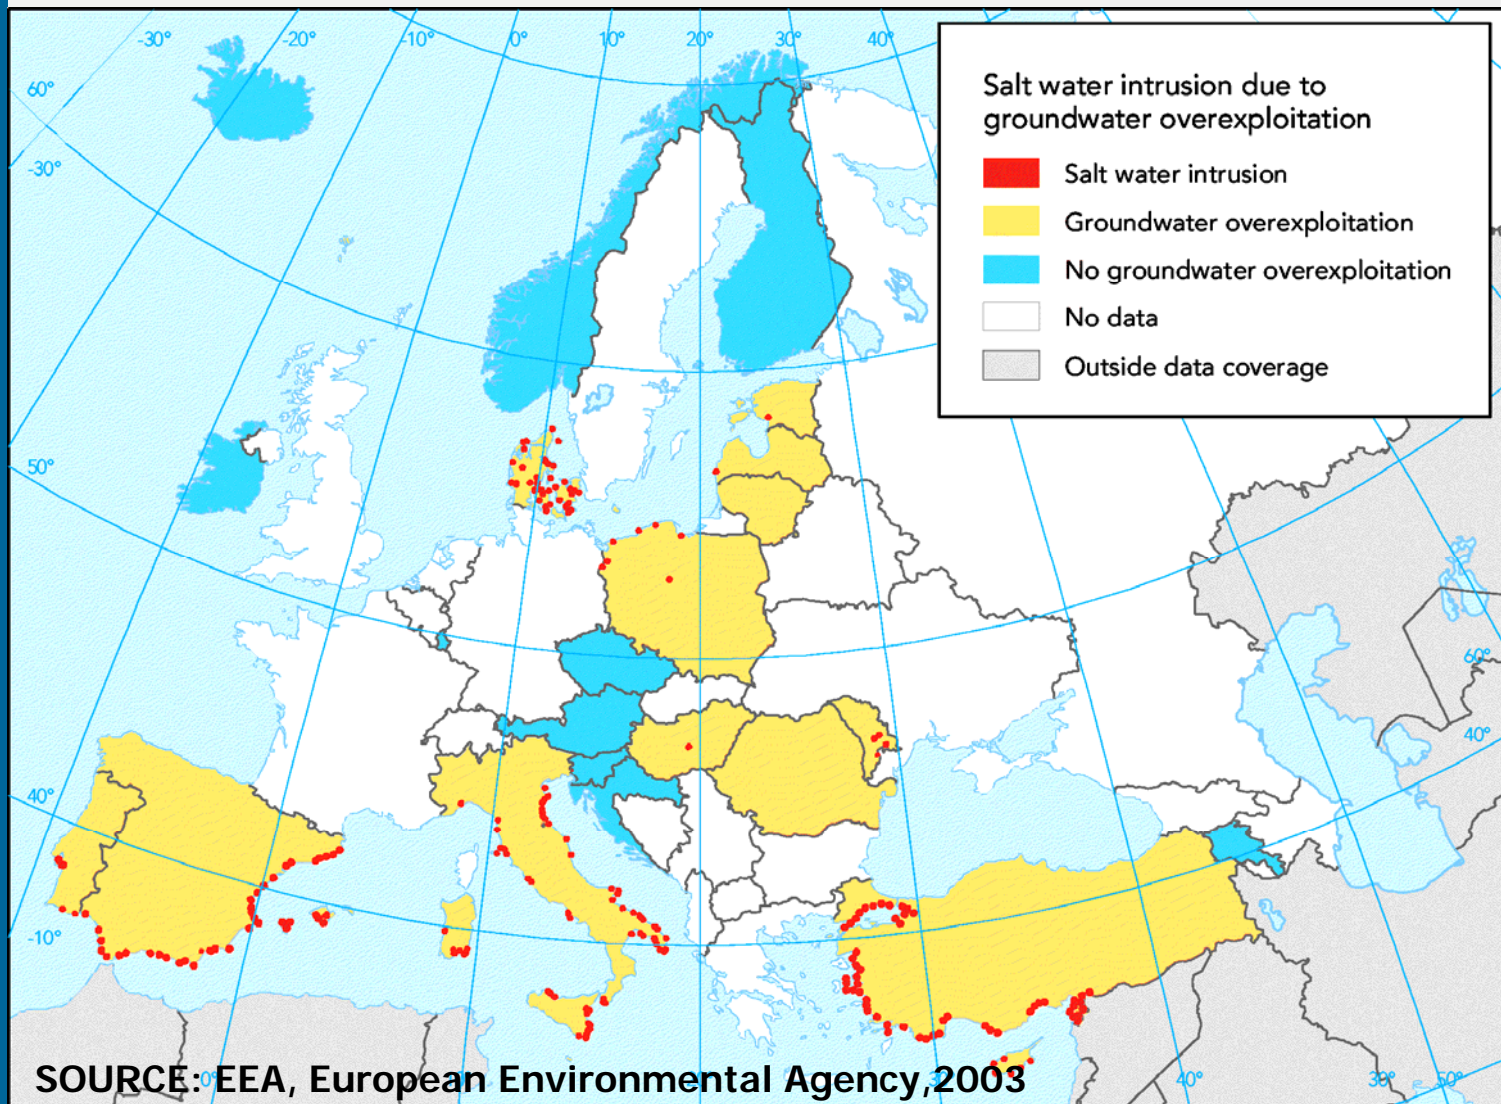 -30° -20° -10° 0° 10° 20° 30° 40°
60°
-30°
50°
40°
-10°
Salt water intrusion due to
groundwater overexploitation
Salt water intrusion
Groundwater overexploitation
No groundwater overexploitation
No data
Outside data coverage
60°
40°
SOURCE: EEA, European Environmental Agency,2003
0° 30° 40° 30° 50°